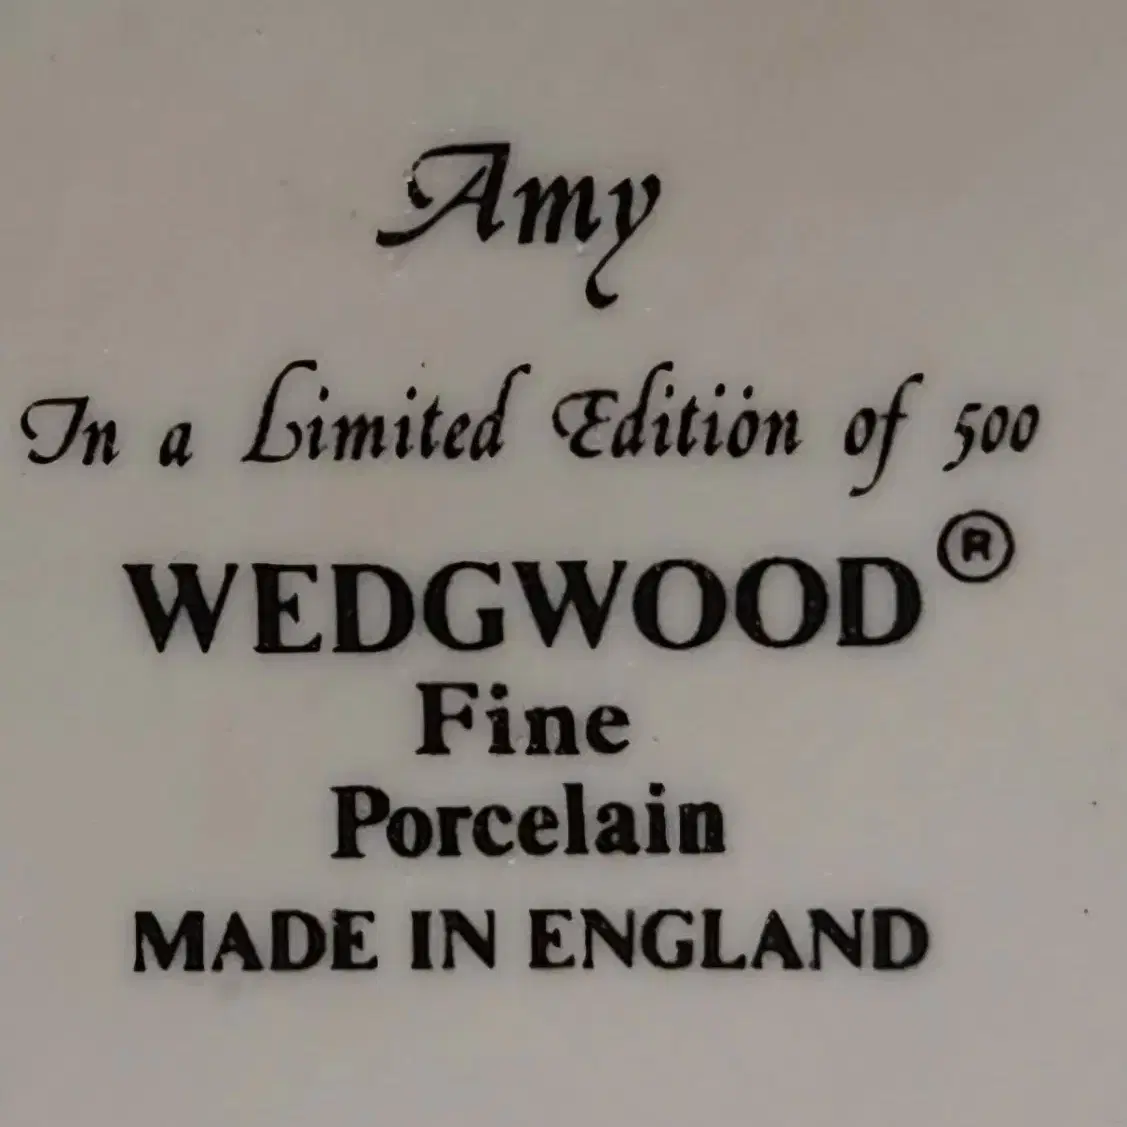 Amy
In a Limited Edition of 500
WEDGWOOD®
Fine
Porcelain
MADE IN ENGLAND